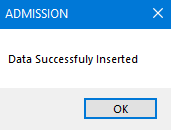 ADMISSION
Data Successfuly Inserted
OK